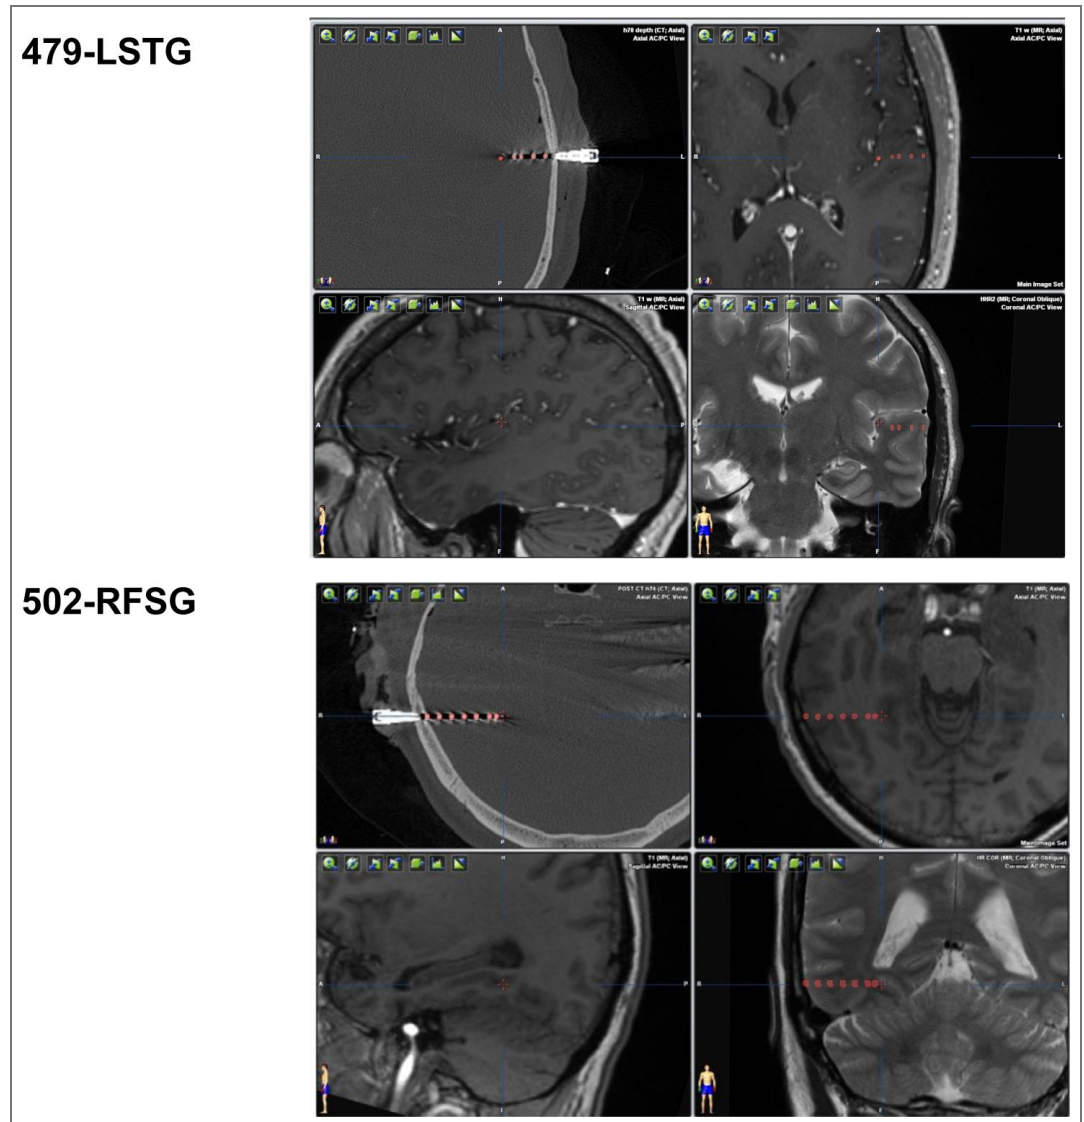 479-LSTG
h70 depth (CT; Axial)
Axial AC/PC View
A
R
L
P
T1 w (MR; Axial)
Axial AC/PC View
A
R
L
P
Main Image Set
T1 w (MR; Axial)
Sagittal AC/PC View
H
A
P
F
HHR2 (MR; Coronal Oblique)
Coronal AC/PC View
H
R
L
F
502-RFSG
POST CT h70 (CT; Axial)
Axial AC/PC View
A
R
L
P
T1 (MR; Axial)
Axial AC/PC View
A
R
L
P
Main Image Set
T1 (MR; Axial)
Sagittal AC/PC View
H
A
P
F
HR COR (MR; Coronal Oblique)
Coronal AC/PC View
H
R
L
F